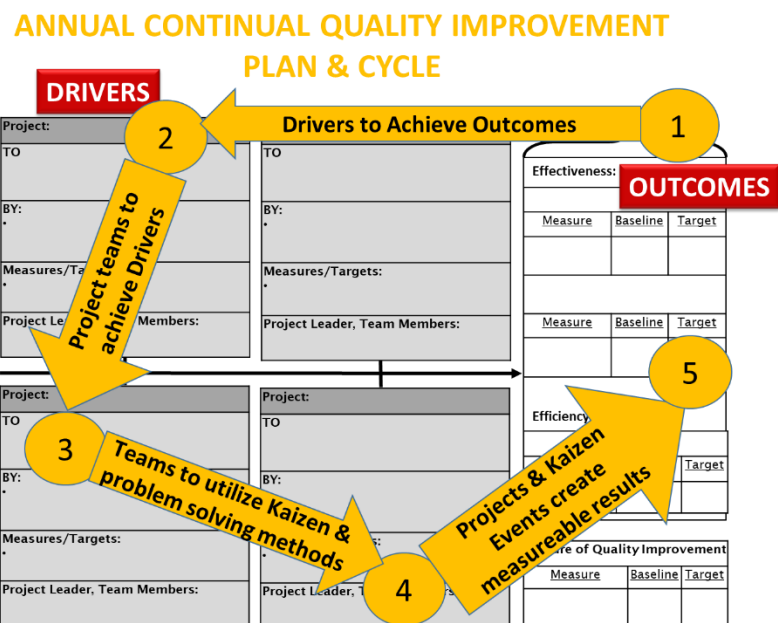 ANNUAL CONTINUAL QUALITY IMPROVEMENT
PLAN & CYCLE
DRIVERS
Drivers to Achieve Outcomes
1
2
OUTCOMES
Project:
TO
BY:
•
Measures/Ta
•
Project Le
Members:
TO
BY:
•
Measures/Targets:
•
Project Leader, Team Members:
Effectiveness:
Measure Baseline Target
Measure Baseline Target
Project teams to
achieve Drivers
5
3
Project:
TO
BY:
•
Measures/Targets:
•
Project Leader, Team Members:
Project:
TO
BY:
•
•
Project Leader,
Teams to utilize Kaizen &
problem solving methods
4
Projects & Kaizen
Events create
measureable results
Efficiency
Target
of Quality Improvement
Measure Baseline Target